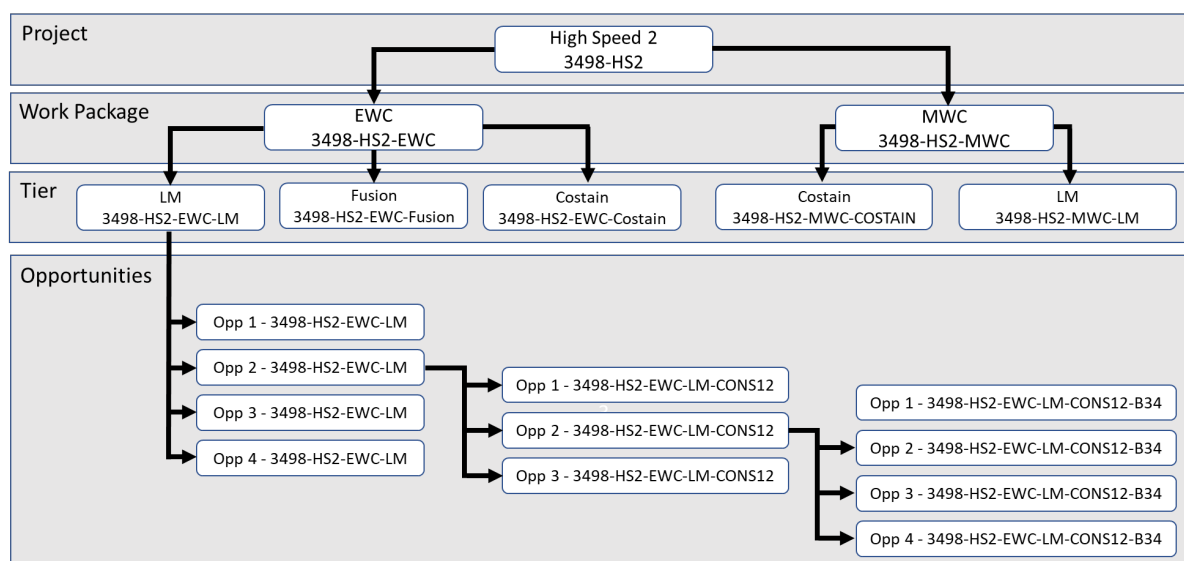 Project
High Speed 2
3498-HS2
Work Package
EWC
3498-HS2-EWC
MWC
3498-HS2-MWC
Tier
LM
3498-HS2-EWC-LM
Fusion
3498-HS2-EWC-Fusion
Costain
3498-HS2-EWC-Costain
Costain
3498-HS2-MWC-COSTAIN
LM
3498-HS2-MWC-LM
Opportunities
Opp 1 - 3498-HS2-EWC-LM
Opp 2 - 3498-HS2-EWC-LM
Opp 3 - 3498-HS2-EWC-LM
Opp 4 - 3498-HS2-EWC-LM
Opp 1 - 3498-HS2-EWC-LM-CONS12
3
Opp 2 - 3498-HS2-EWC-LM-CONS12
Opp 3 - 3498-HS2-EWC-LM-CONS12
Opp 1 - 3498-HS2-EWC-LM-CONS12-B34
Opp 2 - 3498-HS2-EWC-LM-CONS12-B34
Opp 3 - 3498-HS2-EWC-LM-CONS12-B34
Opp 4 - 3498-HS2-EWC-LM-CONS12-B34